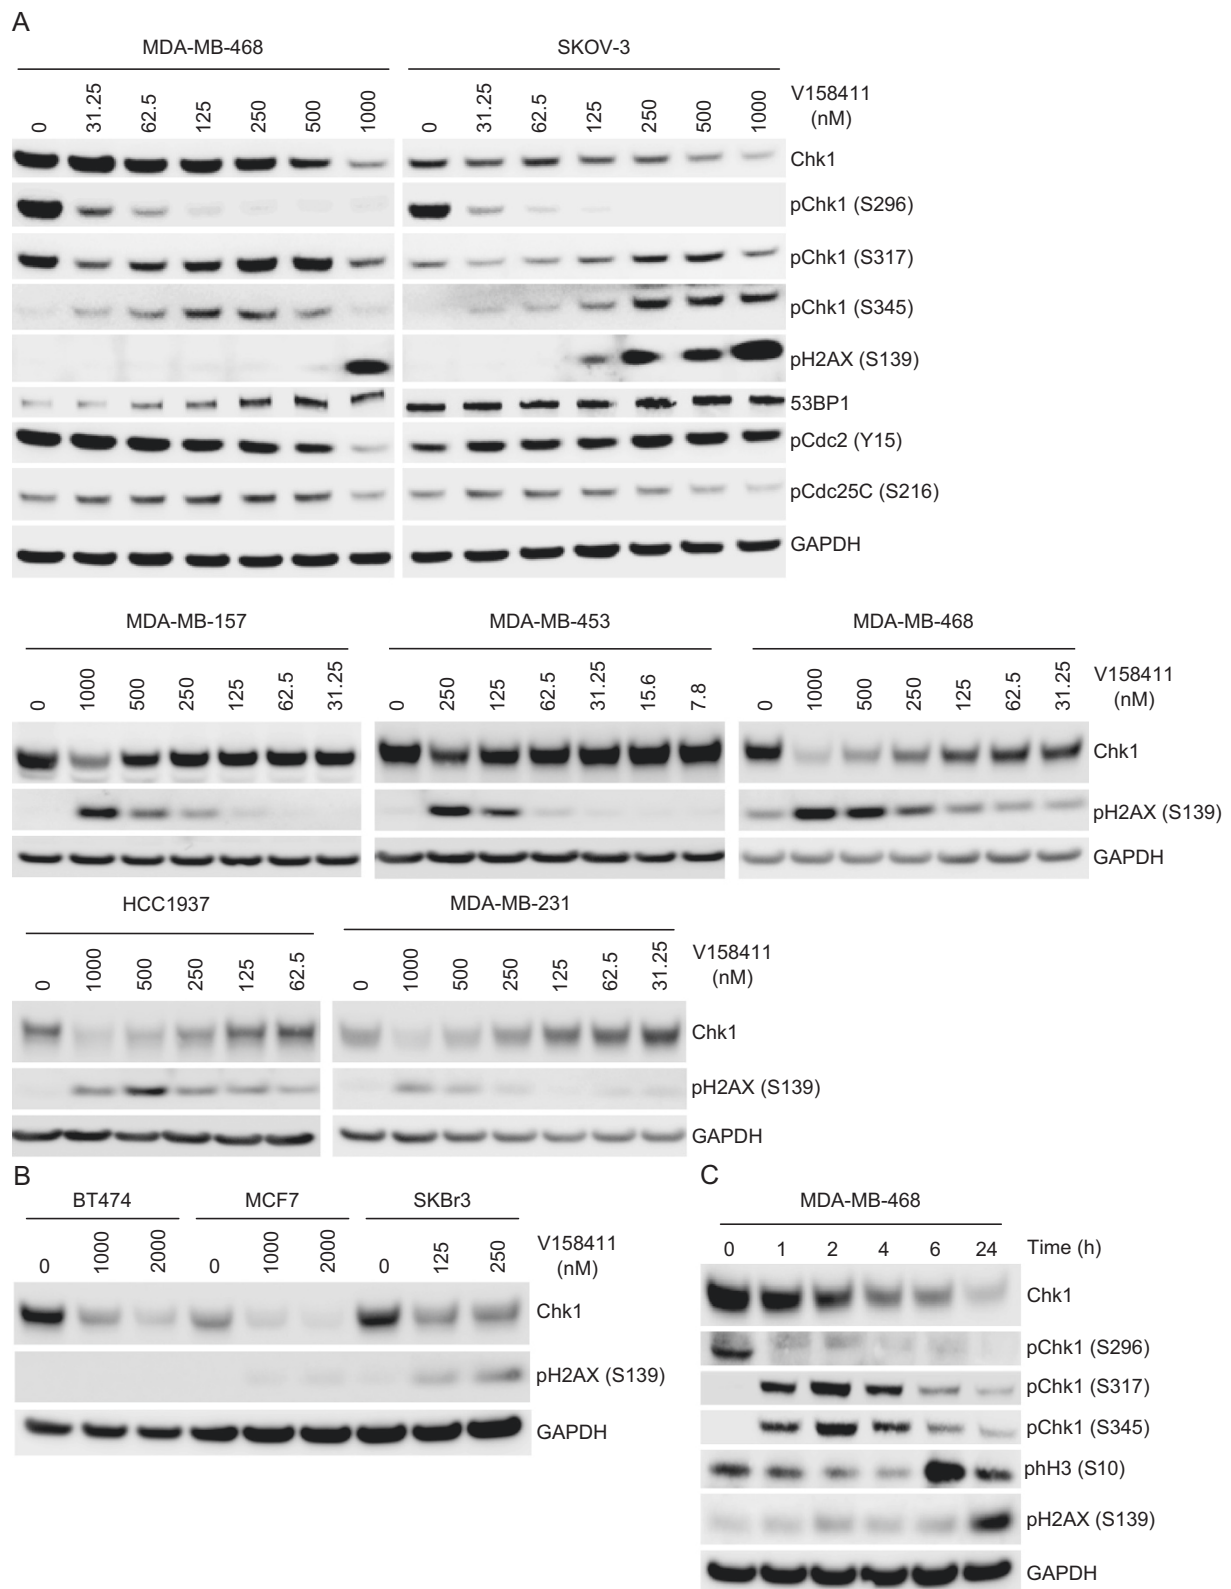 A
MDA-MB-468 SKOV-3
0 31.25 62.5 125 250 500 1000 0 31.25 62.5 125 250 500 1000 V158411 (nM)
Chk1
pChk1 (S296)
pChk1 (S317)
pChk1 (S345)
pH2AX (S139)
53BP1
pCdc2 (Y15)
pCdc25C (S216)
GAPDH
MDA-MB-157 MDA-MB-453 MDA-MB-468
0 1000 500 250 125 62.5 31.25 0 250 125 62.5 31.25 15.6 7.8 0 1000 500 250 125 62.5 31.25 V158411 (nM)
Chk1
pH2AX (S139)
GAPDH
HCC1937 MDA-MB-231
0 1000 500 250 125 62.5 0 1000 500 250 125 62.5 31.25 V158411 (nM)
Chk1
pH2AX (S139)
GAPDH
B
BT474 MCF7 SKBr3
0 1000 2000 0 1000 2000 0 125 250 V158411 (nM)
Chk1
pH2AX (S139)
GAPDH
C
MDA-MB-468
0 1 2 4 6 24 Time (h)
Chk1
pChk1 (S296)
pChk1 (S317)
pChk1 (S345)
phH3 (S10)
pH2AX (S139)
GAPDH